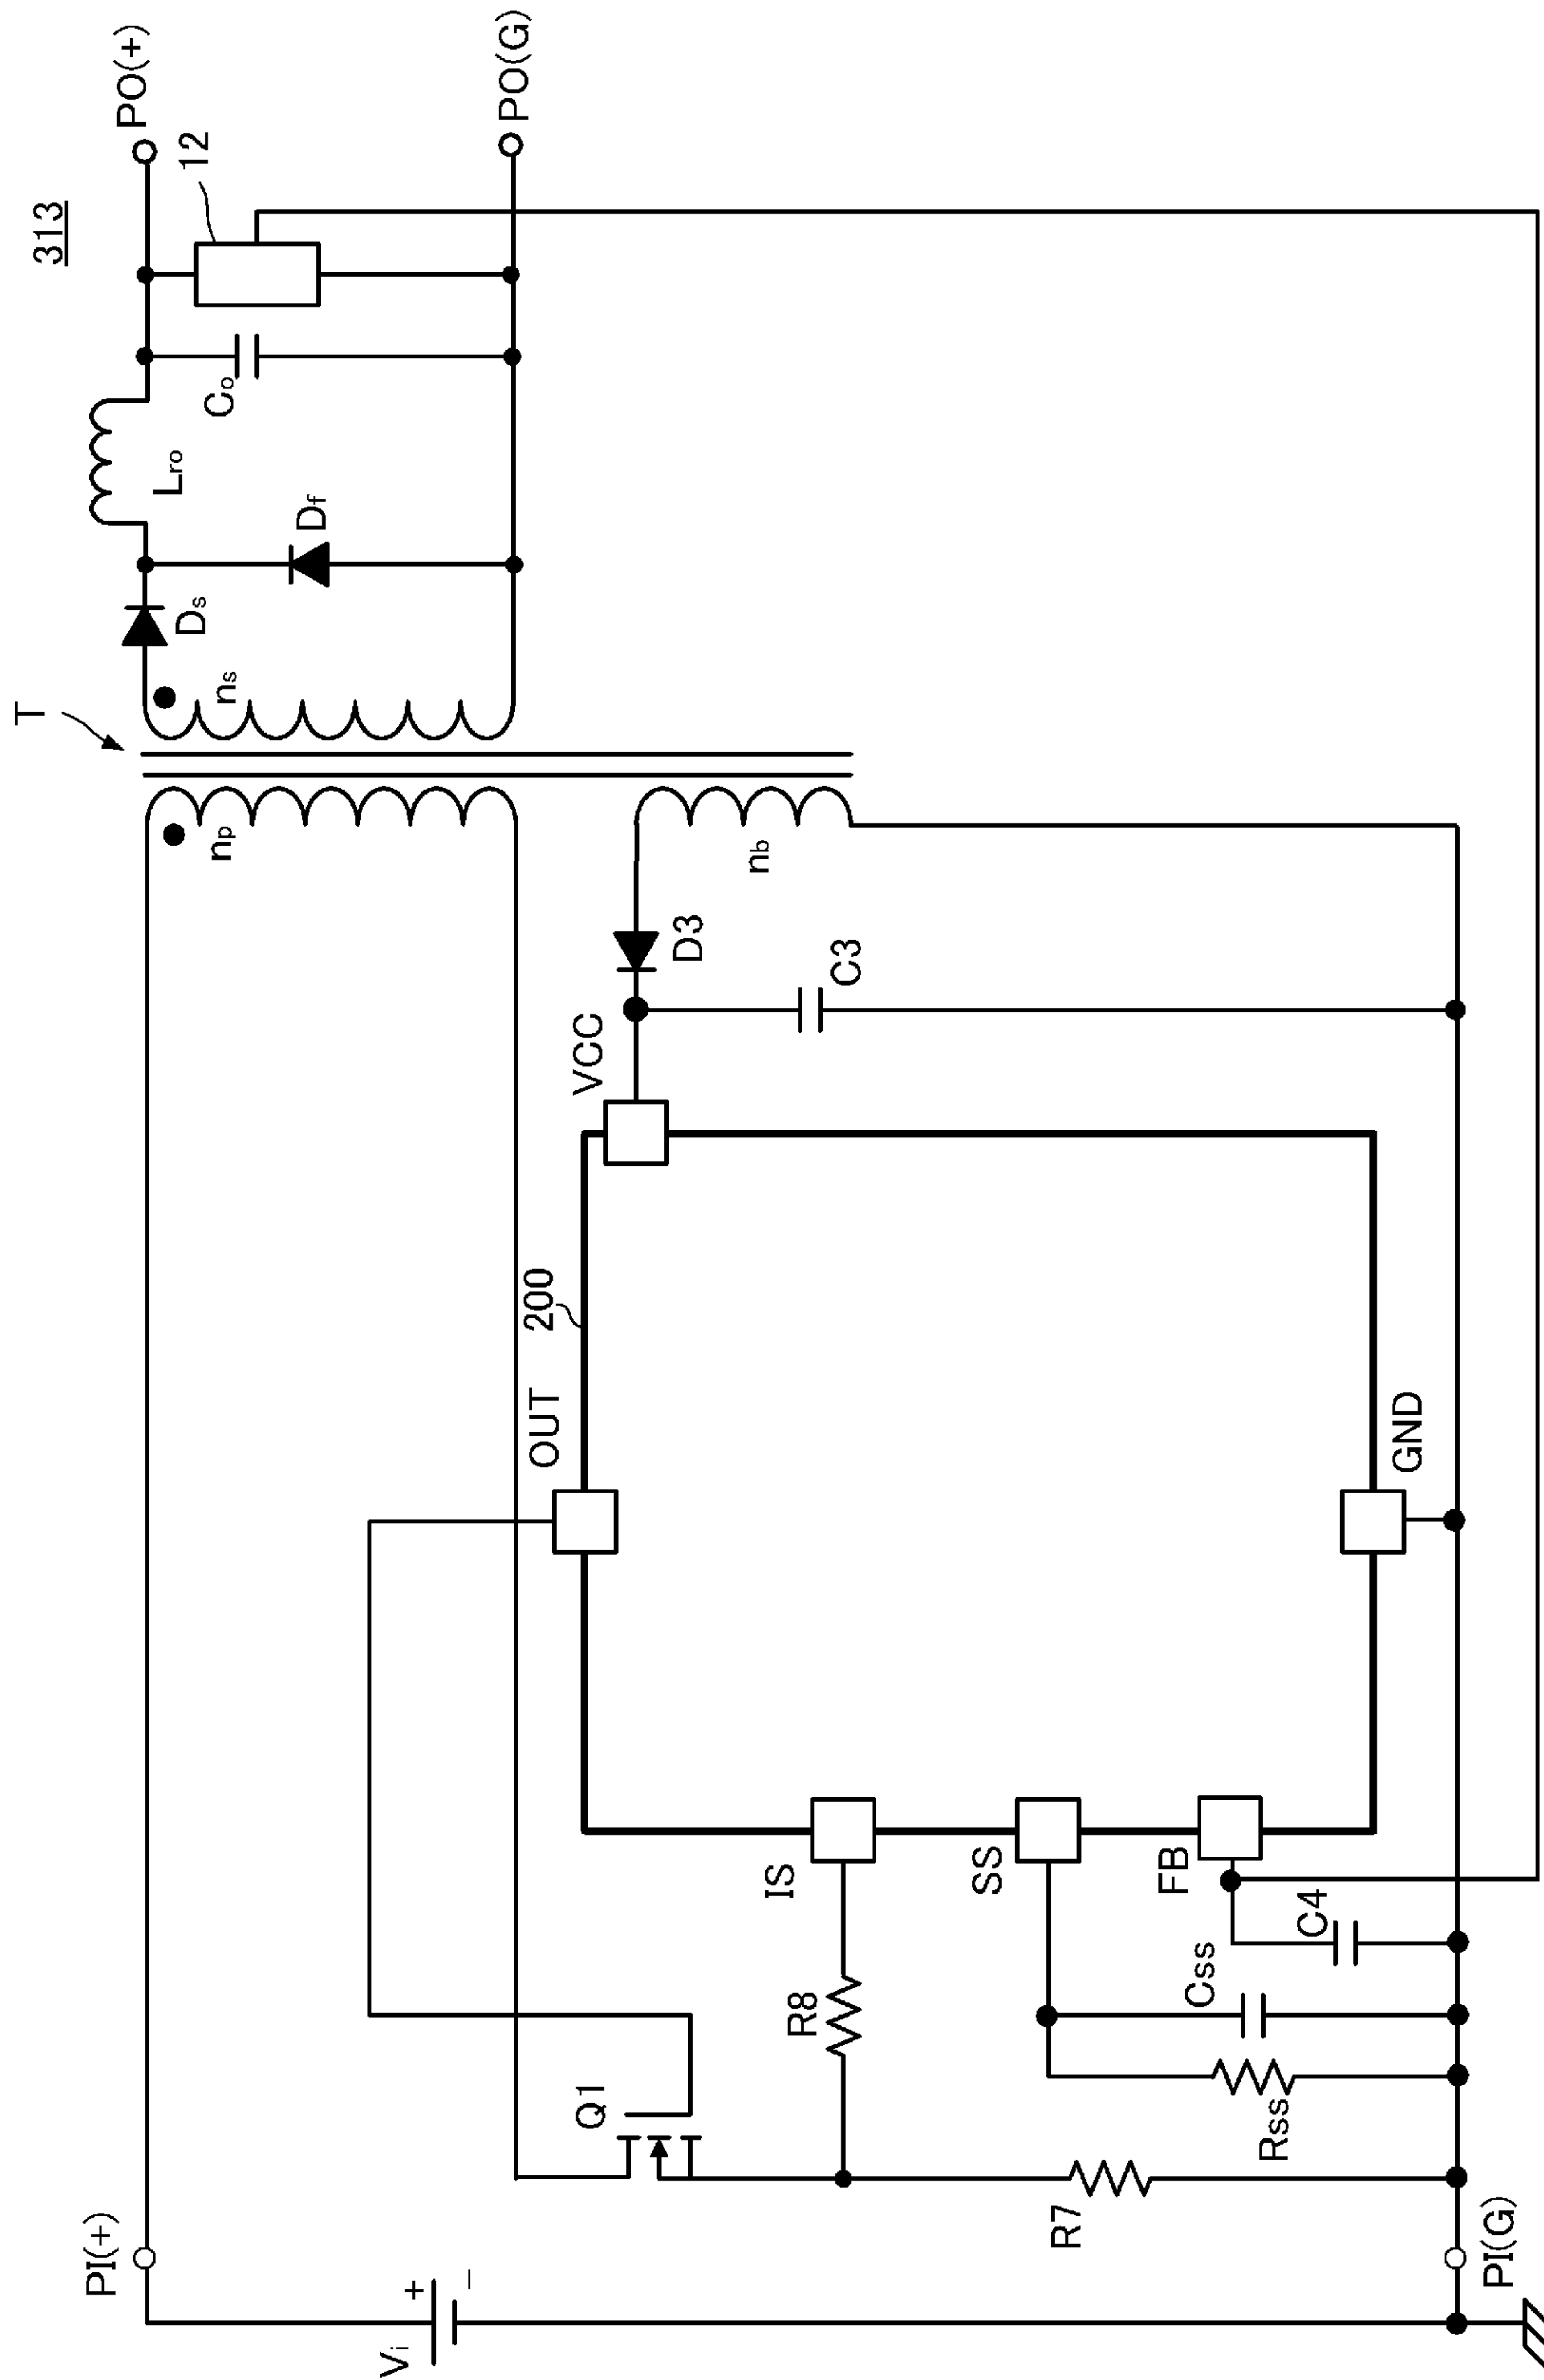 313
T
PI(+)
PO(+)
Lro
Ds
12
np
ns
Co
Df
Vi
+
−
PO(G)
Q1
OUT
200
VCC
D3
nb
R8
IS
C3
SS
R7
Css
FB
Rss
C4
GND
PI(G)